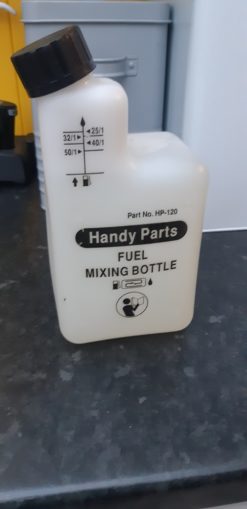 25/1
32/1
40/1
50/1
Part No. HP-120
Handy Parts
FUEL
MIXING BOTTLE